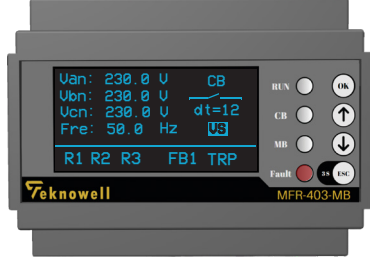 Van: 230.0 V CB
Vbn: 230.0 V
Vcn: 230.0 V dt=12
Fre: 50.0 Hz VS
R1 R2 R3 FB1 TRP
RUN OK
CB
MB
Fault 3S ESC
Teknowell MFR-403-MB